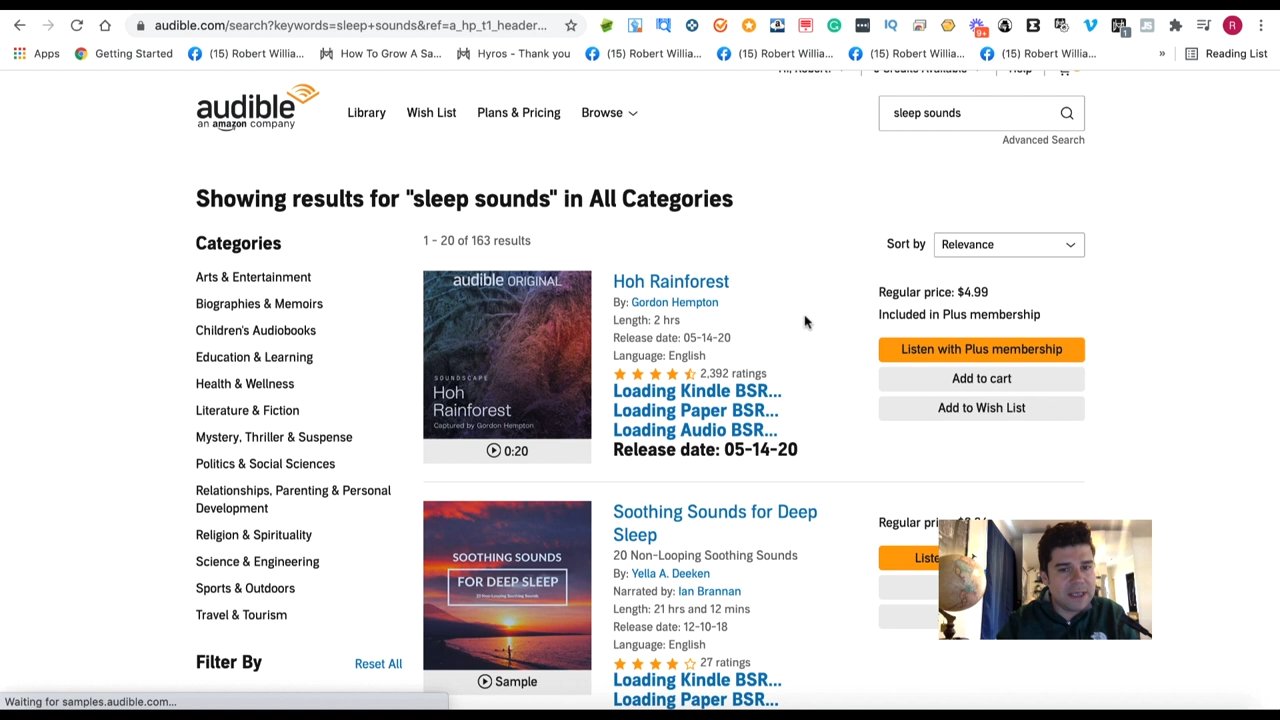 audible.com/search?keywords=sleep+sounds&ref=a_hp_t1_header...
9+
1
R
Apps
Getting Started
(15) Robert Willia...
How To Grow A Sa...
Hyros - Thank you
(15) Robert Willia...
(15) Robert Willia...
(15) Robert Willia...
(15) Robert Willia...
»
Reading List
audible
an amazon company
Library
Wish List
Plans & Pricing
Browse
sleep sounds
Advanced Search
Showing results for "sleep sounds" in All Categories
Categories
Arts & Entertainment
Biographies & Memoirs
Children's Audiobooks
Education & Learning
Health & Wellness
Literature & Fiction
Mystery, Thriller & Suspense
Politics & Social Sciences
Relationships, Parenting & Personal
Development
Religion & Spirituality
Science & Engineering
Sports & Outdoors
Travel & Tourism
Filter By
Reset All
1 - 20 of 163 results
Sort by
Relevance
audible ORIGINAL
SOUNDSCAPE
Hoh
Rainforest
Captured by Gordon Hempton
0:20
Hoh Rainforest
By: Gordon Hempton
Length: 2 hrs
Release date: 05-14-20
Language: English
2,392 ratings
Loading Kindle BSR...
Loading Paper BSR...
Loading Audio BSR...
Release date: 05-14-20
Regular price: $4.99
Included in Plus membership
Listen with Plus membership
Add to cart
Add to Wish List
SOOTHING SOUNDS
FOR DEEP SLEEP
20 Non-Looping Soothing Sounds
Sample
Soothing Sounds for Deep
Sleep
20 Non-Looping Soothing Sounds
By: Yella A. Deeken
Narrated by: Ian Brannan
Length: 21 hrs and 12 mins
Release date: 12-10-18
Language: English
27 ratings
Loading Kindle BSR...
Loading Paper BSR...
Regular pri
Liste
Waiting for samples.audible.com...